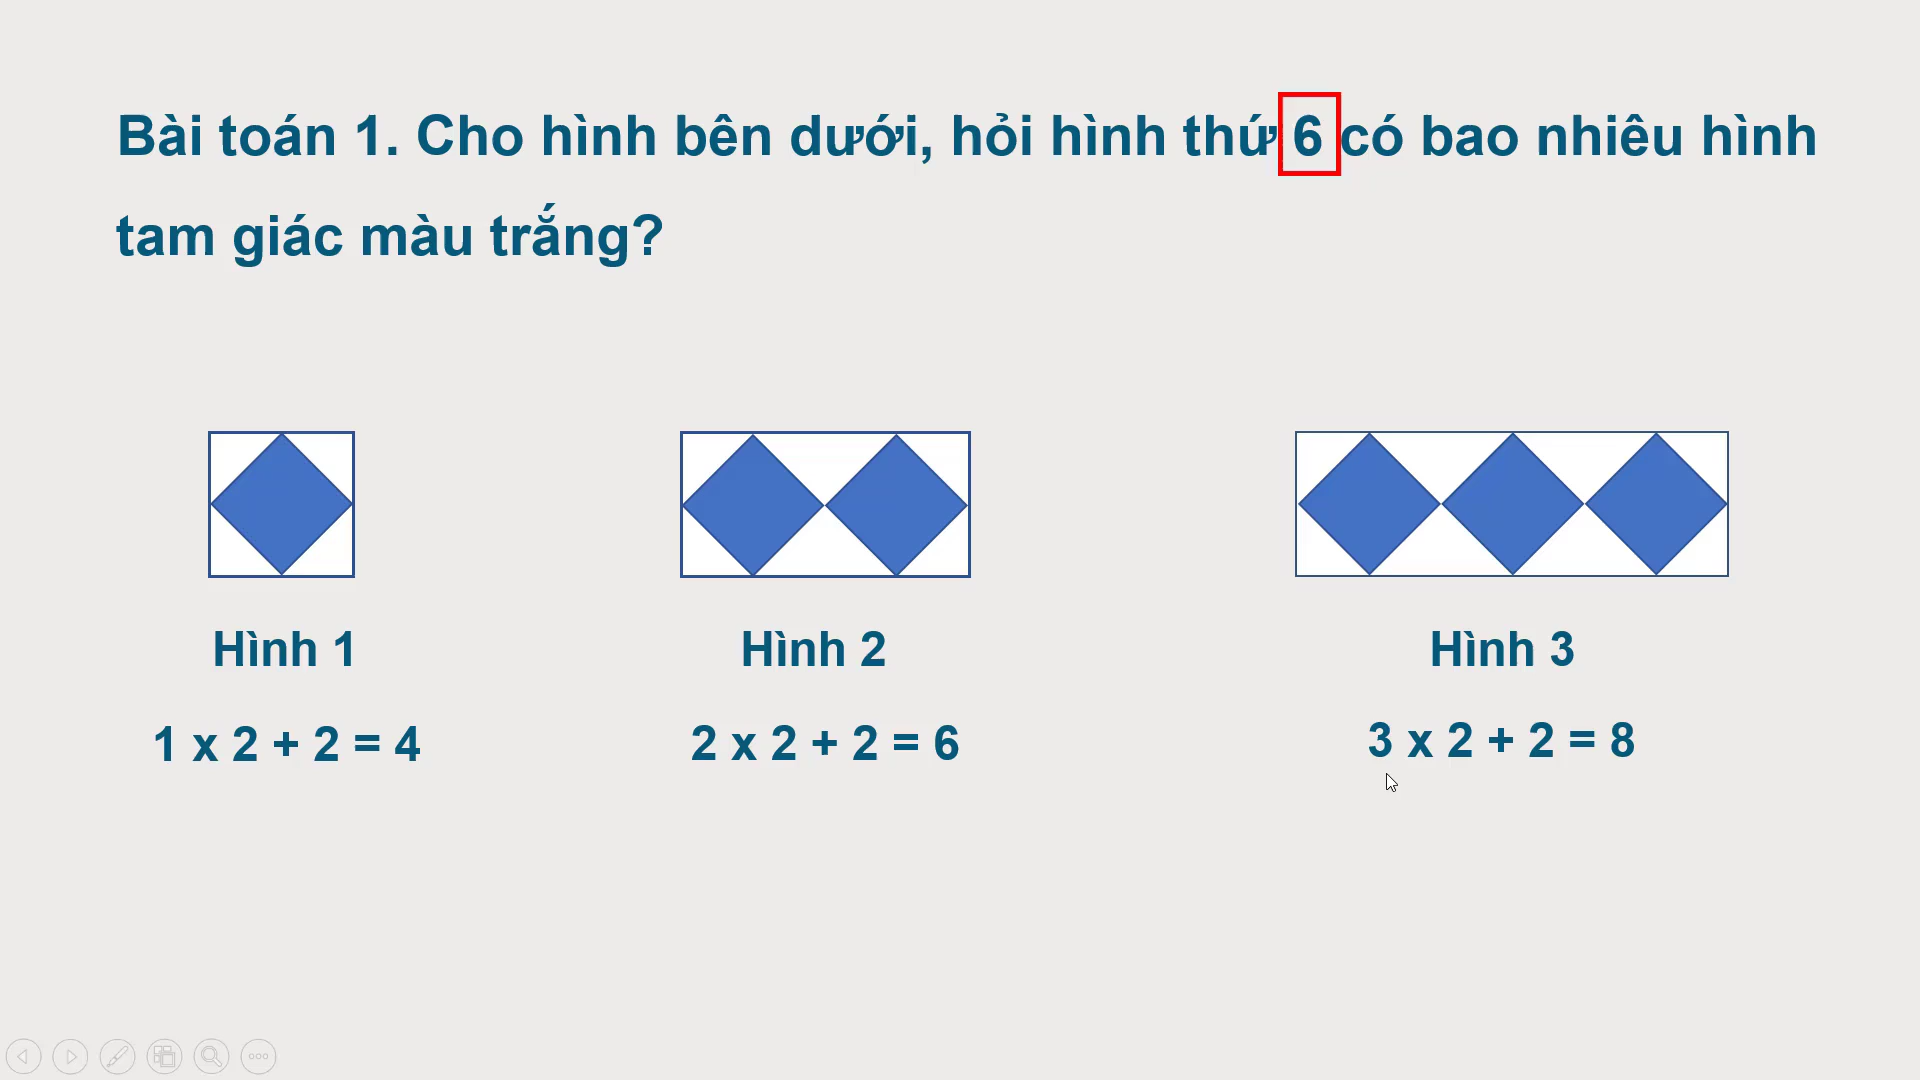 Bài toán 1. Cho hình bên dưới, hỏi hình thứ 6 có bao nhiêu hình
tam giác màu trắng?
Hình 1
Hình 2
Hình 3
1 x 2 + 2 = 4
2 x 2 + 2 = 6
3 x 2 + 2 = 8